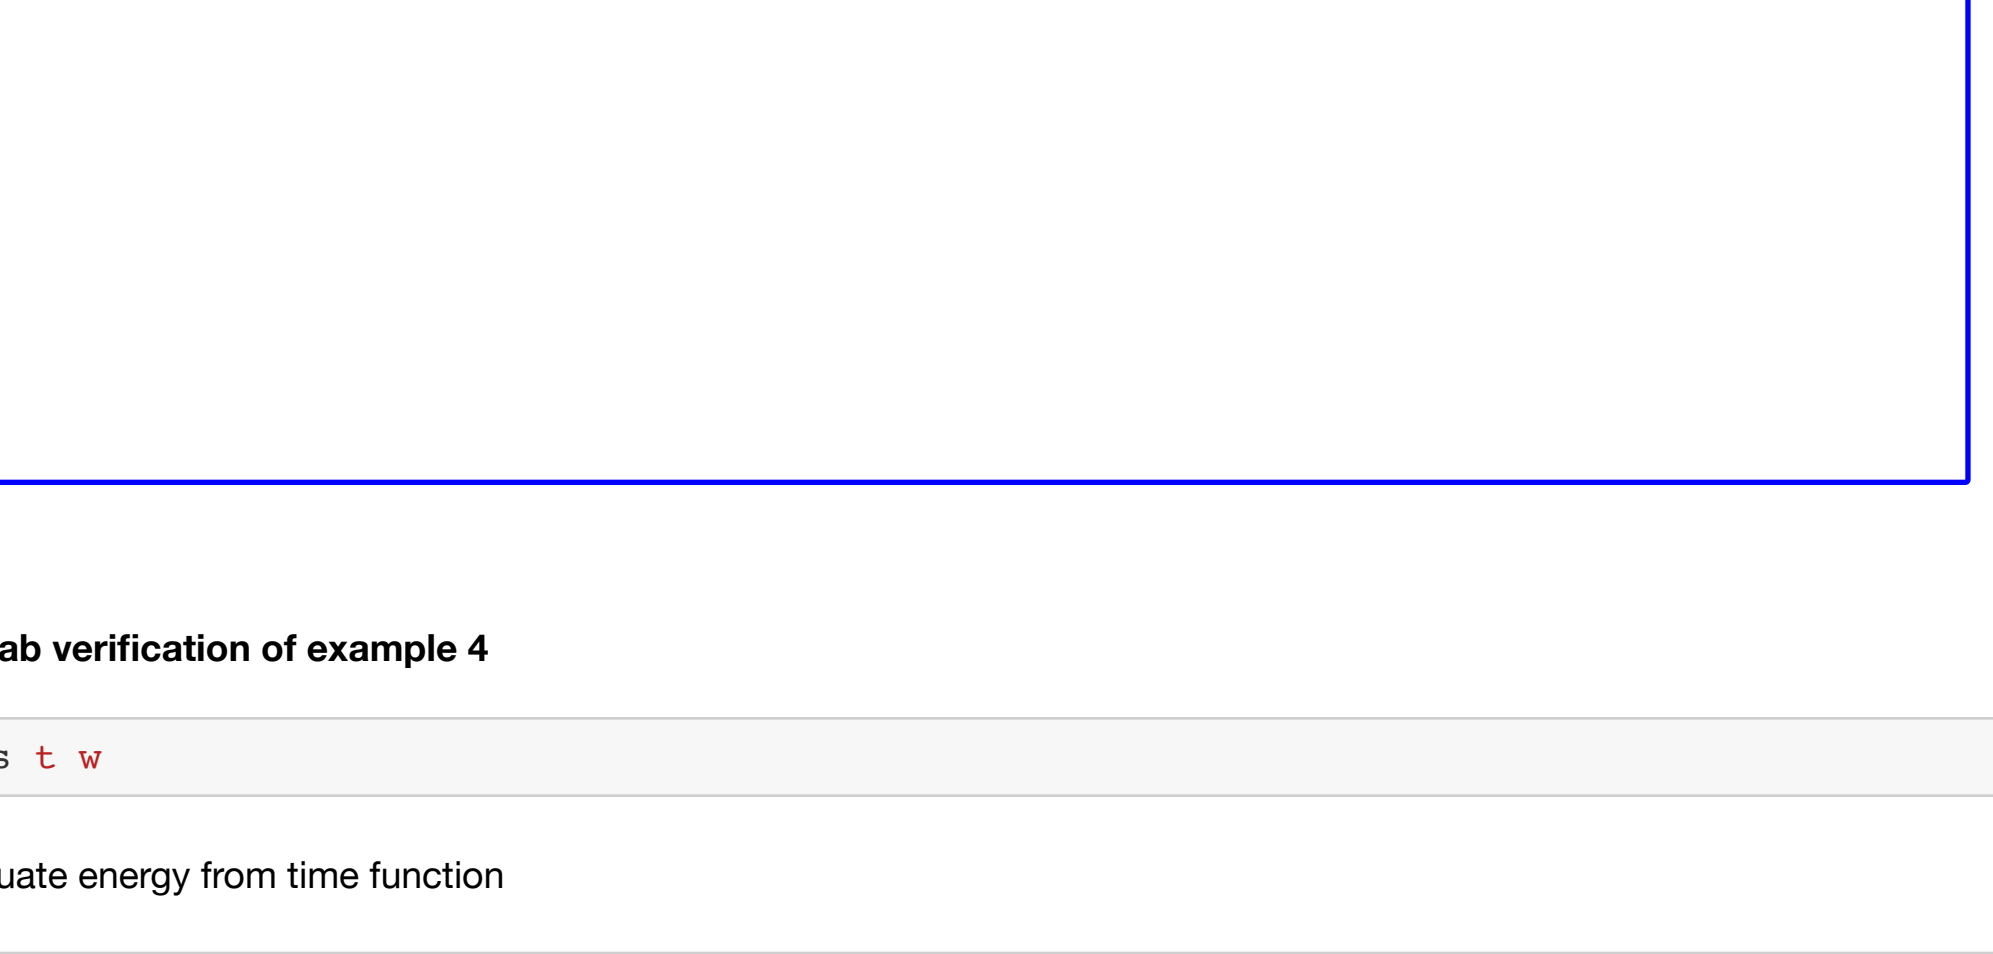 ab verification of example 4
s t w
uate energy from time function